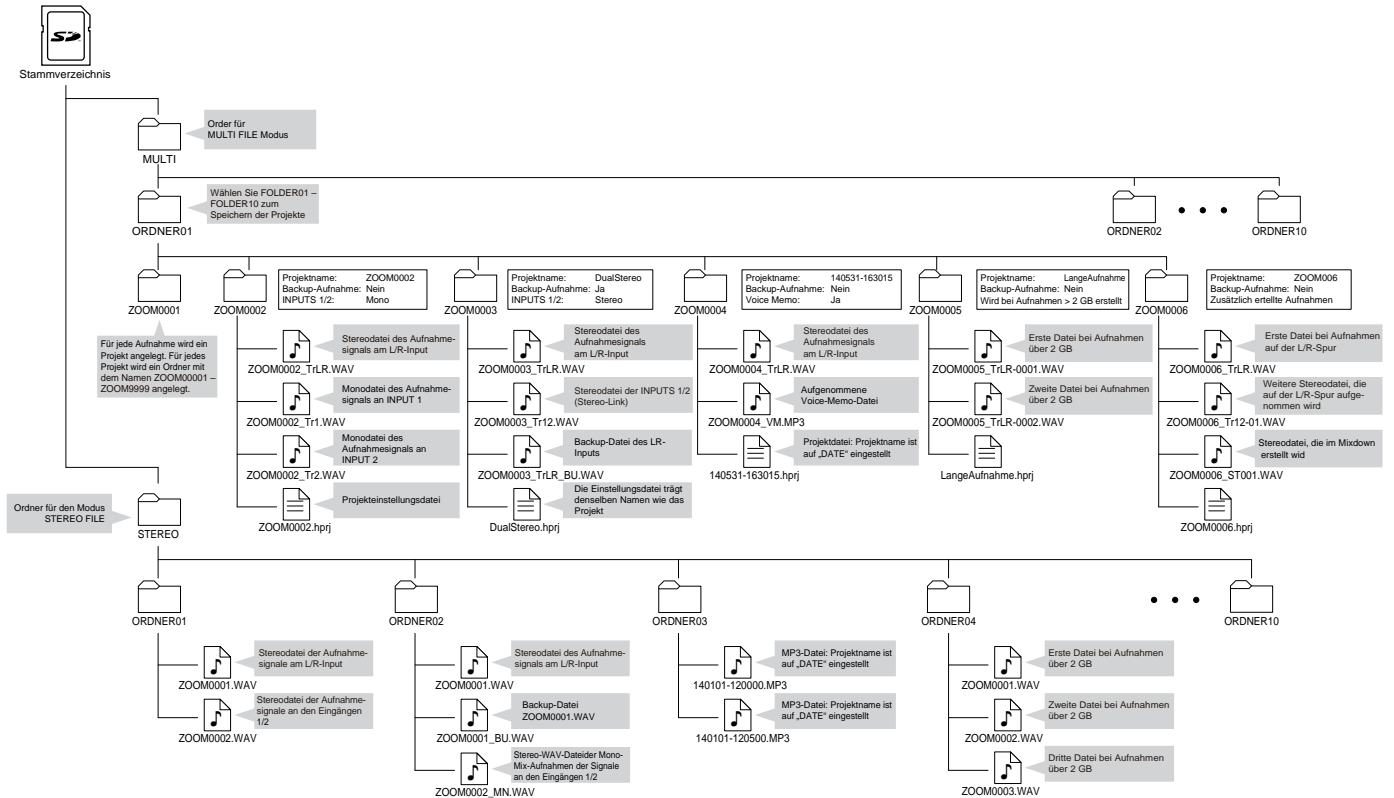 SD
Stammverzeichnis
Order für
MULTI FILE Modus
MULTI
Wählen Sie FOLDER01 –
FOLDER10 zum
Speichern der Projekte
ORDNER01
ORDNER02
ORDNER10
ZOOM0001
Für jede Aufnahme wird ein
Projekt angelegt. Für jedes
Projekt wird ein Ordner mit
dem Namen ZOOM00001 –
ZOOM9999 angelegt.
ZOOM0002
Projektname: ZOOM0002
Backup-Aufnahme: Nein
INPUTS 1/2: Mono
Stereodatei des Aufnahme-
signals am L/R-Input
ZOOM0002_TrLR.WAV
Monodatei des Aufnahme-
signals an INPUT 1
ZOOM0002_Tr1.WAV
Monodatei des
Aufnahmesignals an
INPUT 2
ZOOM0002_Tr2.WAV
Projekteinstellungsdatei
ZOOM0002.hprj
ZOOM0003
Projektname: DualStereo
Backup-Aufnahme: Ja
INPUTS 1/2: Stereo
Stereodatei des
Aufnahmesignals
am L/R-Input
ZOOM0003_TrLR.WAV
Stereodatei der INPUTS 1/2
(Stereo-Link)
ZOOM0003_Tr12.WAV
Backup-Datei des LR-
Inputs
ZOOM0003_TrLR_BU.WAV
Die Einstellungsdatei trägt
denselben Namen wie das
Projekt
DualStereo.hprj
ZOOM0004
Projektname: 140531-163015
Backup-Aufnahme: Nein
Voice Memo: Ja
Stereodatei des
Aufnahmesignals
am L/R-Input
ZOOM0004_TrLR.WAV
Aufgenommene
Voice-Memo-Datei
ZOOM0004_VM.MP3
Projektdatei: Projektname ist
auf „DATE“ eingestellt
140531-163015.hprj
ZOOM0005
Projektname: LangeAufnahme
Backup-Aufnahme: Nein
Wird bei Aufnahmen > 2 GB erstellt
Erste Datei bei Aufnahmen
über 2 GB
ZOOM0005_TrLR-0001.WAV
Zweite Datei bei Aufnahmen
über 2 GB
ZOOM0005_TrLR-0002.WAV
LangeAufnahme.hprj
ZOOM0006
Projektname: ZOOM006
Backup-Aufnahme: Nein
Zusätzlich ertellte Aufnahmen
Erste Datei bei Aufnahmen
auf der L/R-Spur
ZOOM0006_TrLR.WAV
Weitere Stereodatei, die
auf der L/R-Spur aufge-
nommen wird
ZOOM0006_Tr12-01.WAV
Stereodatei, die im Mixdown
erstellt wid
ZOOM0006_ST001.WAV
ZOOM0006.hprj
Ordner für den Modus
STEREO FILE
STEREO
ORDNER01
Stereodatei der Aufnahme-
signale am L/R-Input
ZOOM0001.WAV
Stereodatei der Aufnahme-
signale an den Eingängen
1/2
ZOOM0002.WAV
ORDNER02
Stereodatei des Aufnahme-
signals am L/R-Input
ZOOM0001.WAV
Backup-Datei
ZOOM0001.WAV
ZOOM0001_BU.WAV
Stereo-WAV-Dateider Mono-
Mix-Aufnahmen der Signale
an den Eingängen 1/2
ZOOM0002_MN.WAV
ORDNER03
MP3-Datei: Projektname ist
auf „DATE“ eingestellt
140101-120000.MP3
MP3-Datei: Projektname ist
auf „DATE“ eingestellt
140101-120500.MP3
ORDNER04
Erste Datei bei Aufnahmen
über 2 GB
ZOOM0001.WAV
Zweite Datei bei Aufnahmen
über 2 GB
ZOOM0002.WAV
Dritte Datei bei Aufnahmen
über 2 GB
ZOOM0003.WAV
ORDNER10